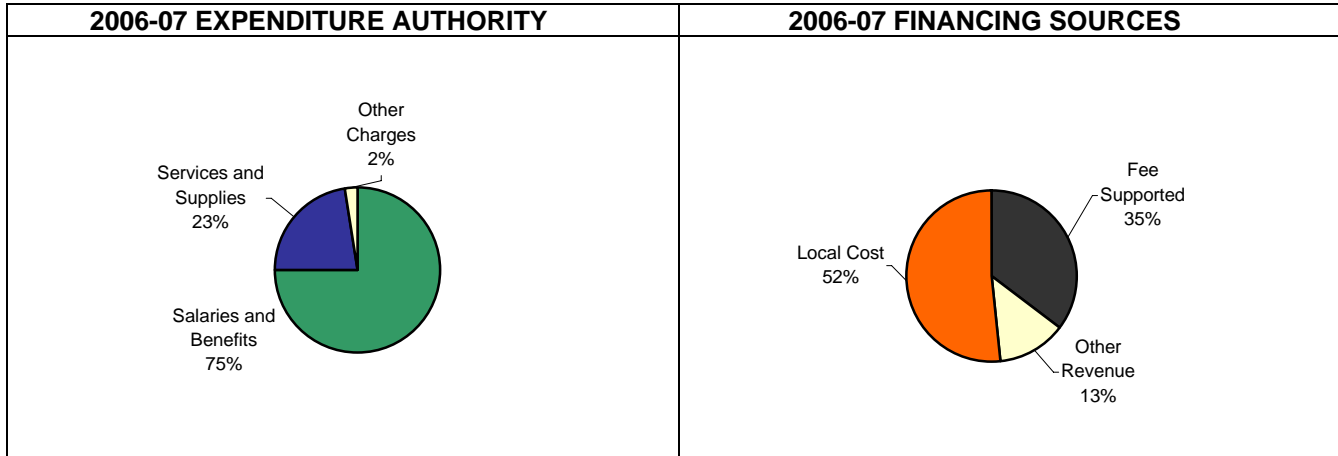 2006-07 EXPENDITURE AUTHORITY
2006-07 FINANCING SOURCES
Other
Charges
2%
Services and
Supplies
23%
Salaries and
Benefits
75%
Fee
Supported
35%
Local Cost
52%
Other
Revenue
13%